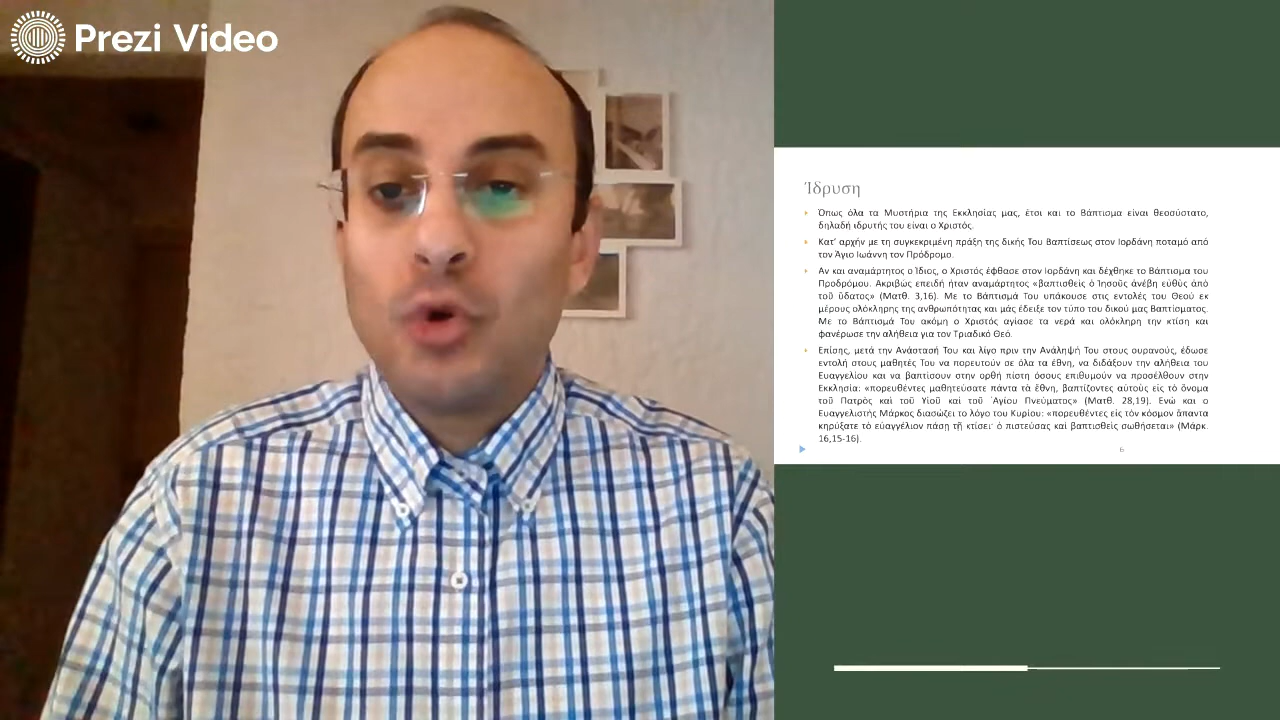 Prezi Video
Ίδρυση
Όπως όλα τα Μυστήρια της Εκκλησίας μας, έτσι και το Βάπτισμα είναι θεοσύστατο,
δηλαδή ιδρυτής του είναι ο Χριστός.
Κατ' αρχήν με τη συγκεκριμένη πράξη της δικής Του Βαπτίσεως στον Ιορδάνη ποταμό από
τον Άγιο Ιωάννη τον Πρόδρομο.
Αν και αναμάρτητος ο Ίδιος, ο Χριστός έφθασε στον Ιορδάνη και δέχθηκε το Βάπτισμα του
Προδρόμου. Ακριβώς επειδή ήταν αναμάρτητος «βαπτισθεὶς ὁ Ἰησοῦς ἀνέβη εὐθὺς ἀπὸ
τοῦ ὕδατος» (Ματθ. 3,16). Με το Βάπτισμά Του υπάκουσε στις εντολές του Θεού εκ
μέρους ολόκληρης της ανθρωπότητας και μάς έδειξε τον τύπο του δικού μας Βαπτίσματος.
Με το Βάπτισμά Του ακόμη ο Χριστός αγίασε τα νερά και ολόκληρη την κτίση και
φανέρωσε την αλήθεια για τον Τριαδικό Θεό.
Επίσης, μετά την Ανάστασή Του και λίγο πριν την Ανάληψή Του στους ουρανούς, έδωσε
εντολή στους μαθητές Του να πορευτούν σε όλα τα έθνη, να διδάξουν την αλήθεια του
Ευαγγελίου και να βαπτίσουν στην ορθή πίστη όσους επιθυμούν να προσέλθουν στην
Εκκλησία: «πορευθέντες μαθητεύσατε πάντα τὰ ἔθνη, βαπτίζοντες αὐτοὺς εἰς τὸ ὄνομα
τοῦ Πατρὸς καὶ τοῦ Υἱοῦ καὶ τοῦ Ἁγίου Πνεύματος» (Ματθ. 28,19). Ενώ και ο
Ευαγγελιστής Μάρκος διασώζει το λόγο του Κυρίου: «πορευθέντες εἰς τὸν κόσμον ἅπαντα
κηρύξατε τὸ εὐαγγέλιον πάσῃ τῇ κτίσει· ὁ πιστεύσας καὶ βαπτισθεὶς σωθήσεται» (Μάρκ.
16,15-16).
6